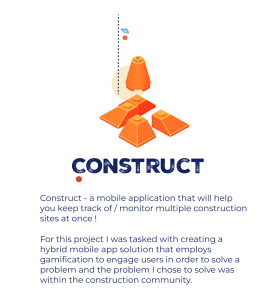 CONSTRUCT
Construct - a mobile application that will help
you keep track of / monitor multiple construction
sites at once !
For this project I was tasked with creating a
hybrid mobile app solution that employs
gamification to engage users in order to solve a
problem and the problem I chose to solve was
within the construction community.